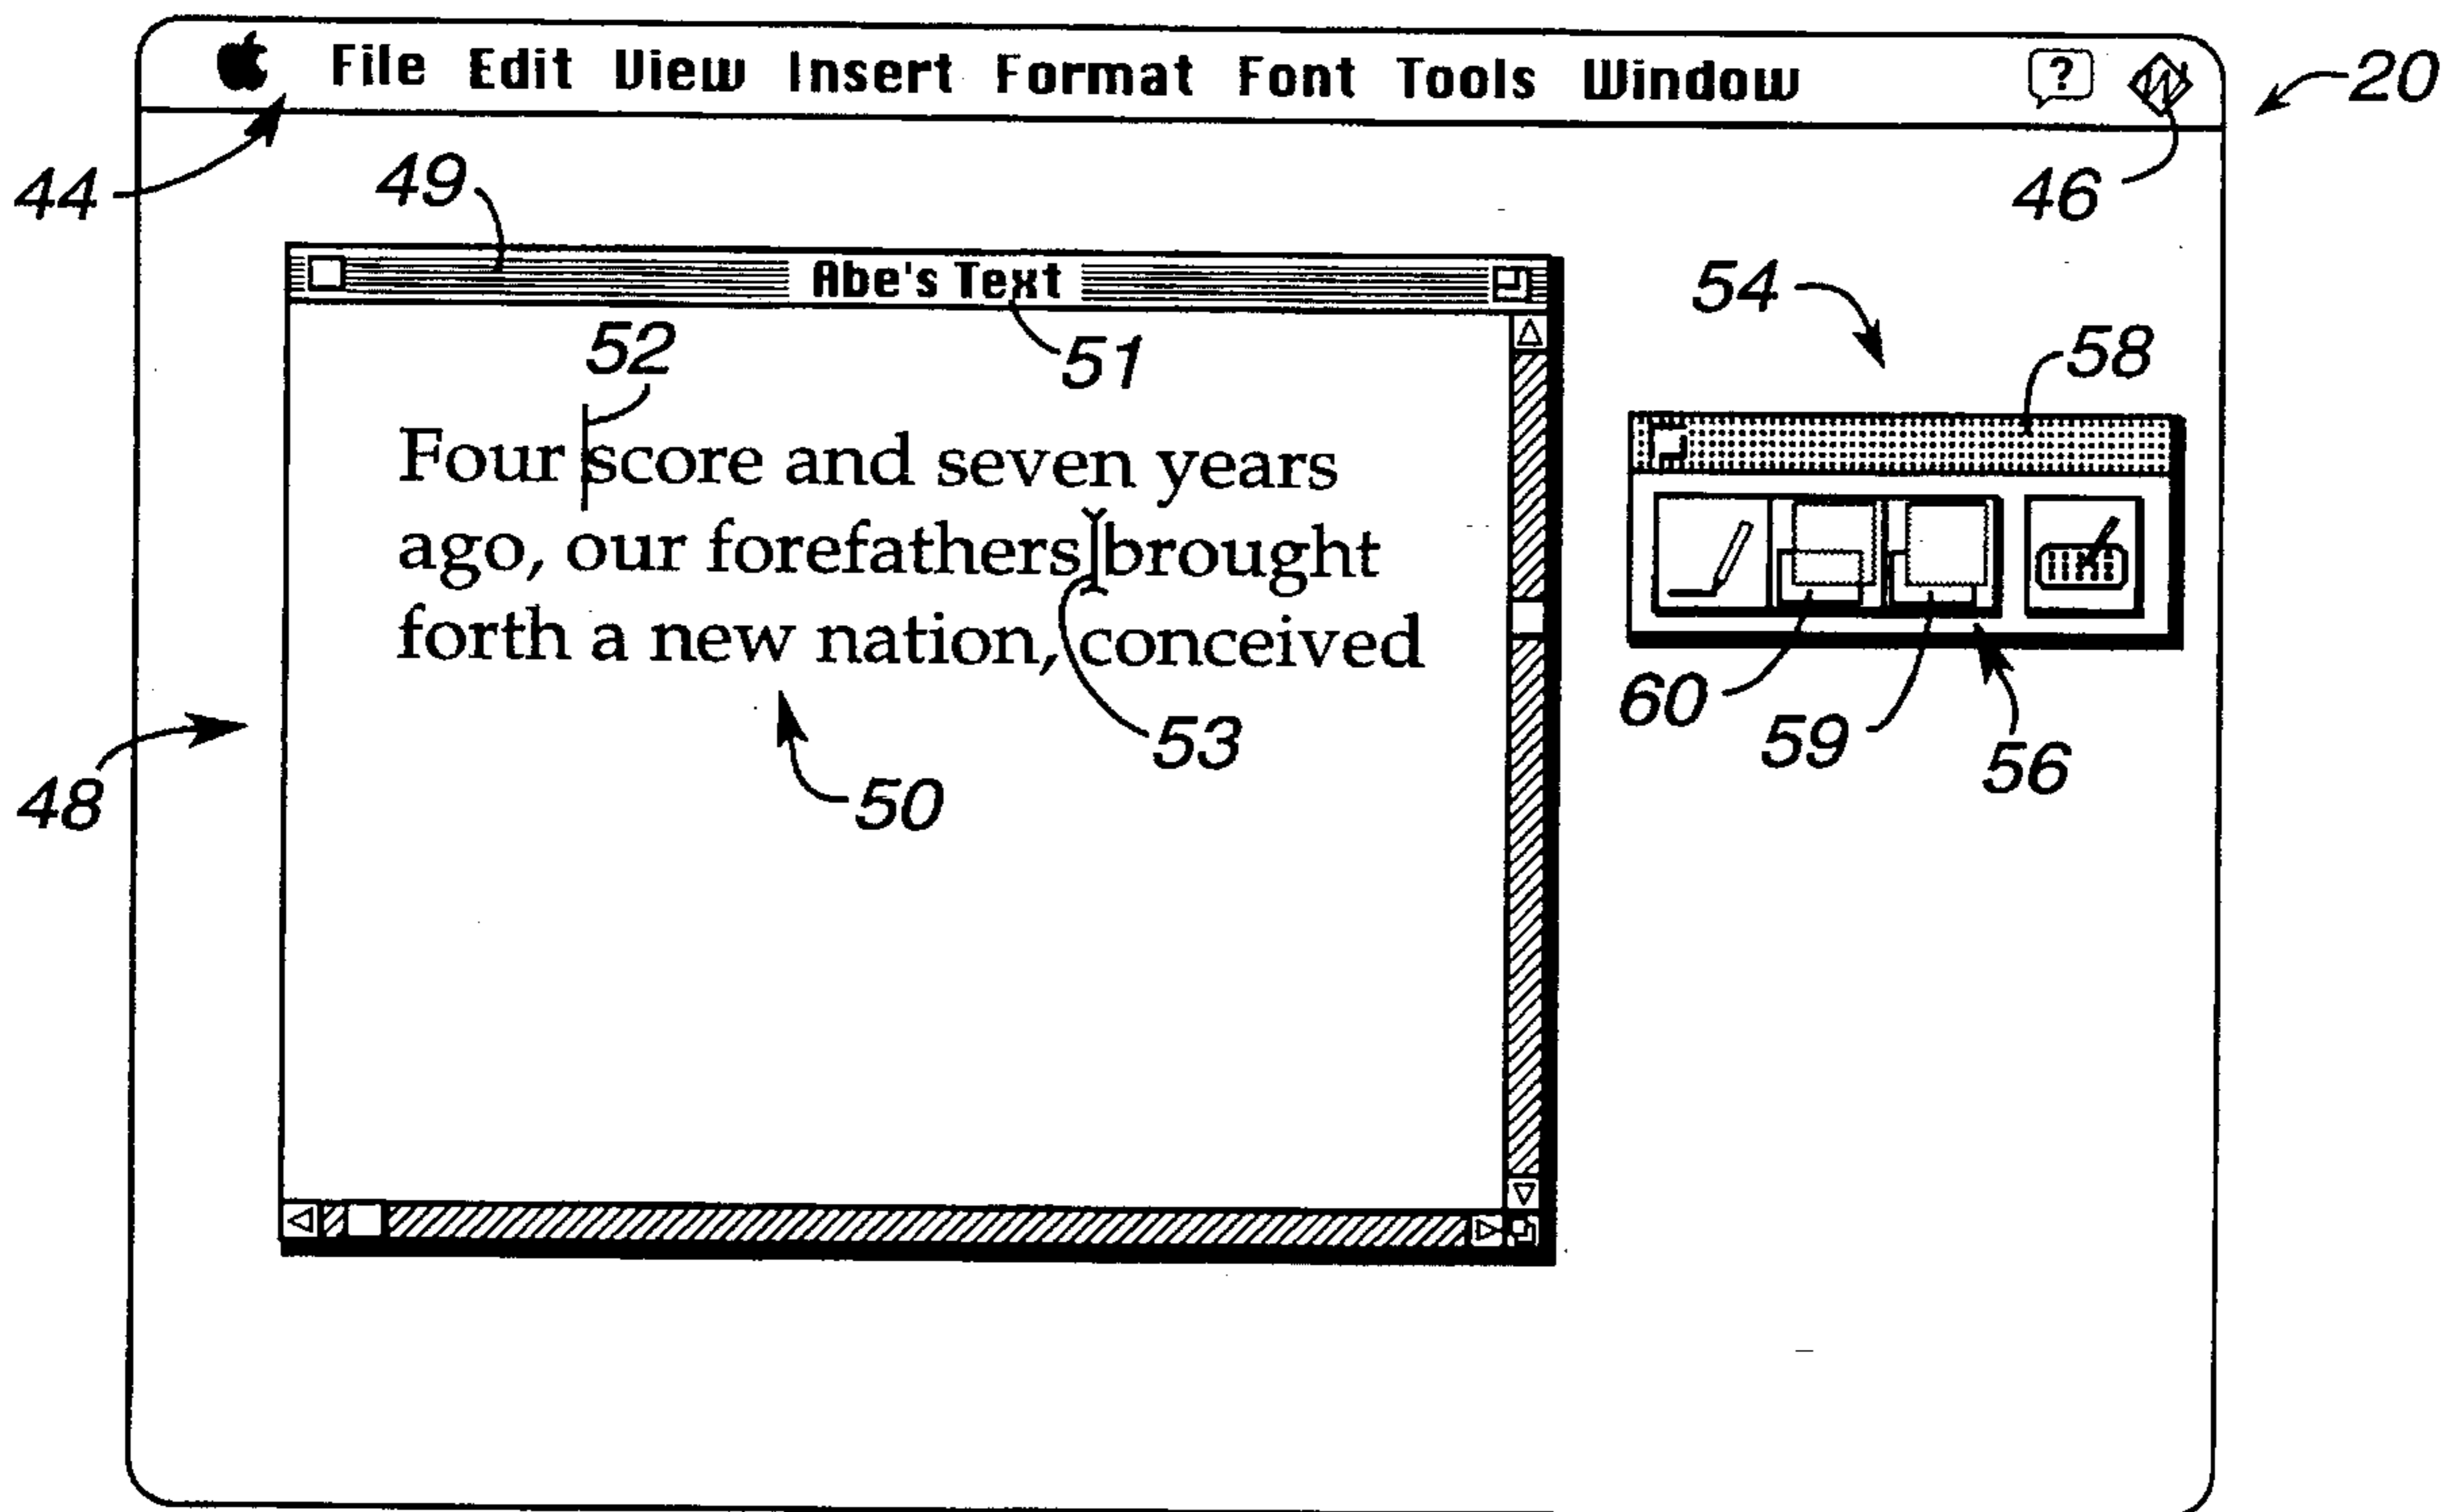 File Edit View Insert Format Font Tools Window ?
20
44
49
46
Abe's Text
54
52
51
58
Four score and seven years
ago, our forefathers brought
forth a new nation, conceived
60
59
56
53
48
50